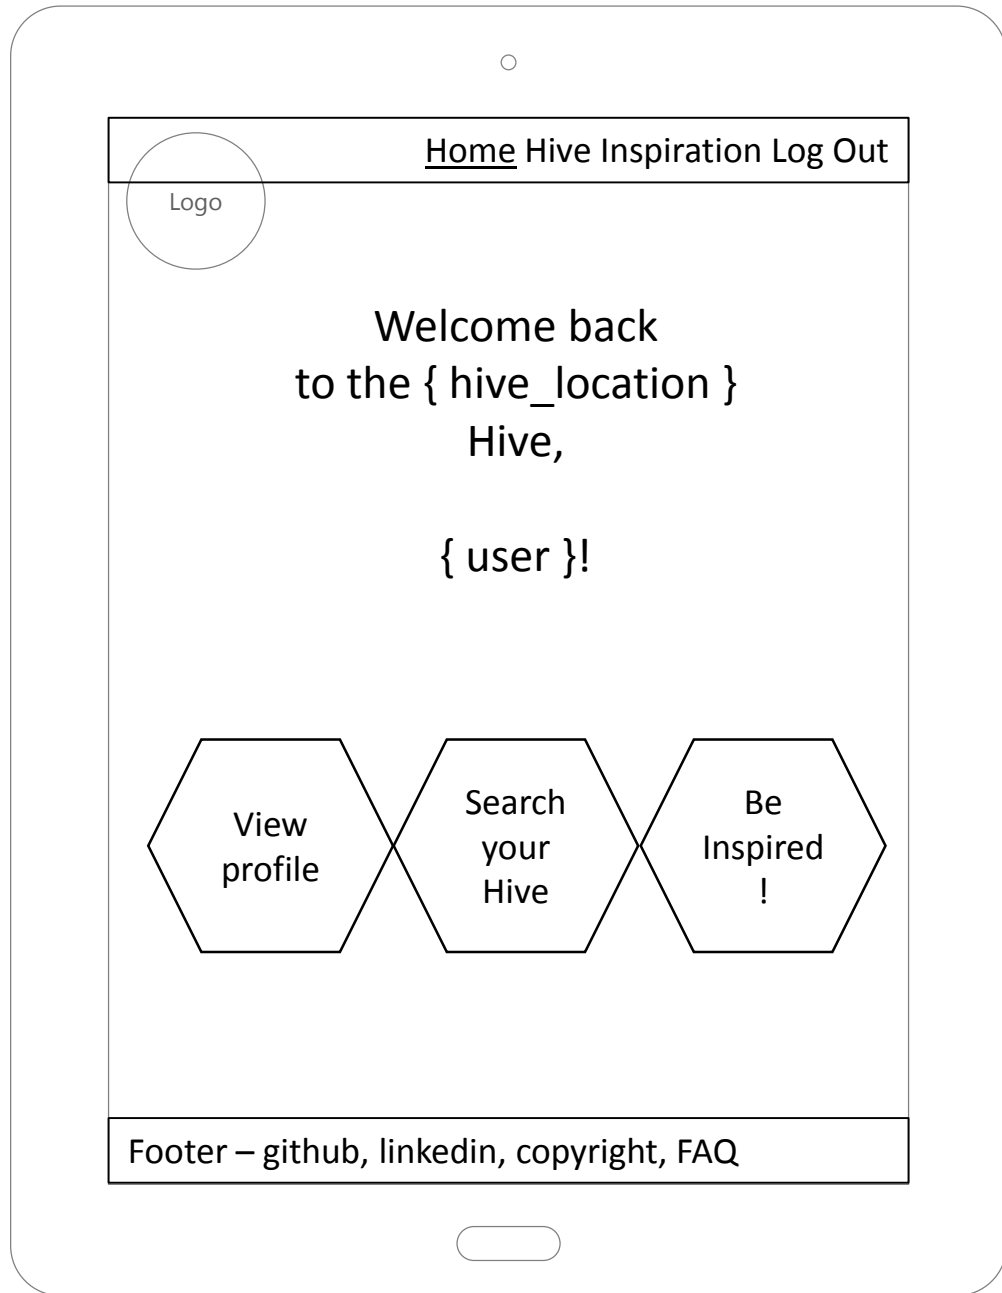 Home Hive Inspiration Log Out
Logo
Welcome back
to the { hive_location }
Hive,
{ user }!
View
profile
Search
your
Hive
Be
Inspired
!
Footer – github, linkedin, copyright, FAQ